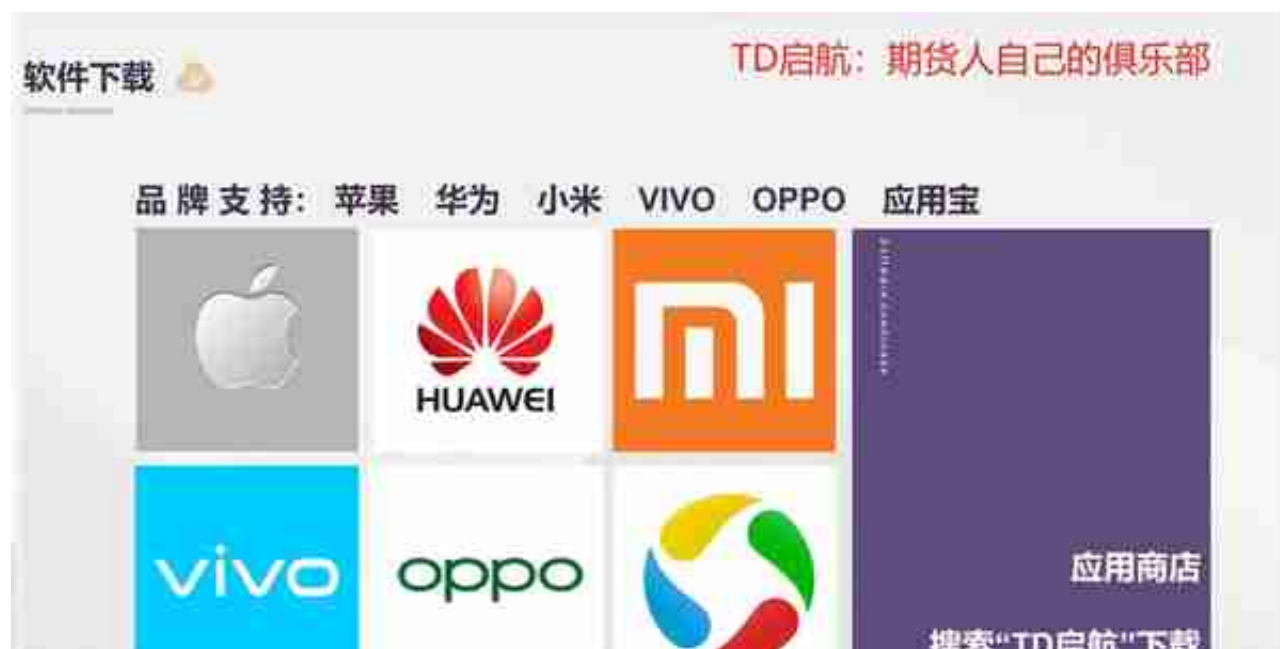 TD启航：期货人自己的俱乐部
软件下载
品牌支持： 苹果 华为 小米 VIVO OPPO 应用宝
HUAWEI
vivo
oppo
应用商店
搜索“TD启航”下载